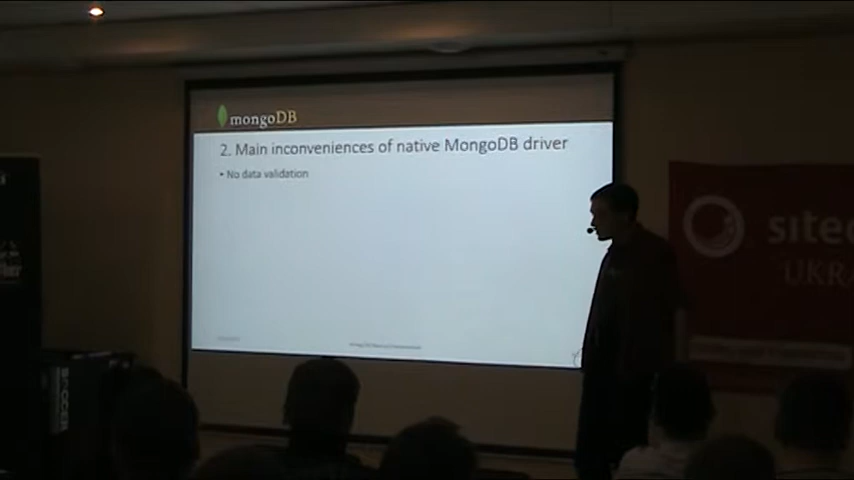 mongoDB
2. Main inconveniences of native MongoDB driver
• No data validation
sitec
UKRA